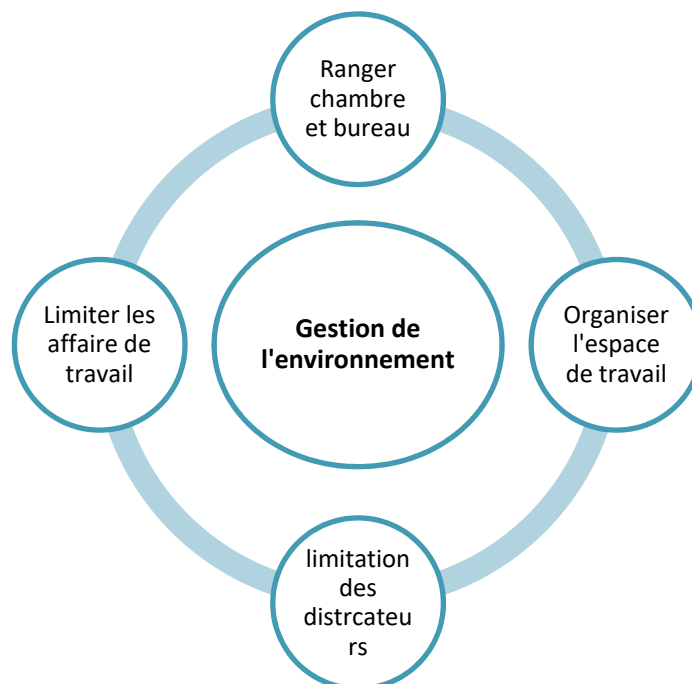 Ranger
chambre
et bureau
Limiter les
affaire de
travail
Gestion de
l'environnement
Organiser
l'espace
de travail
limitation
des
distrcateu
rs